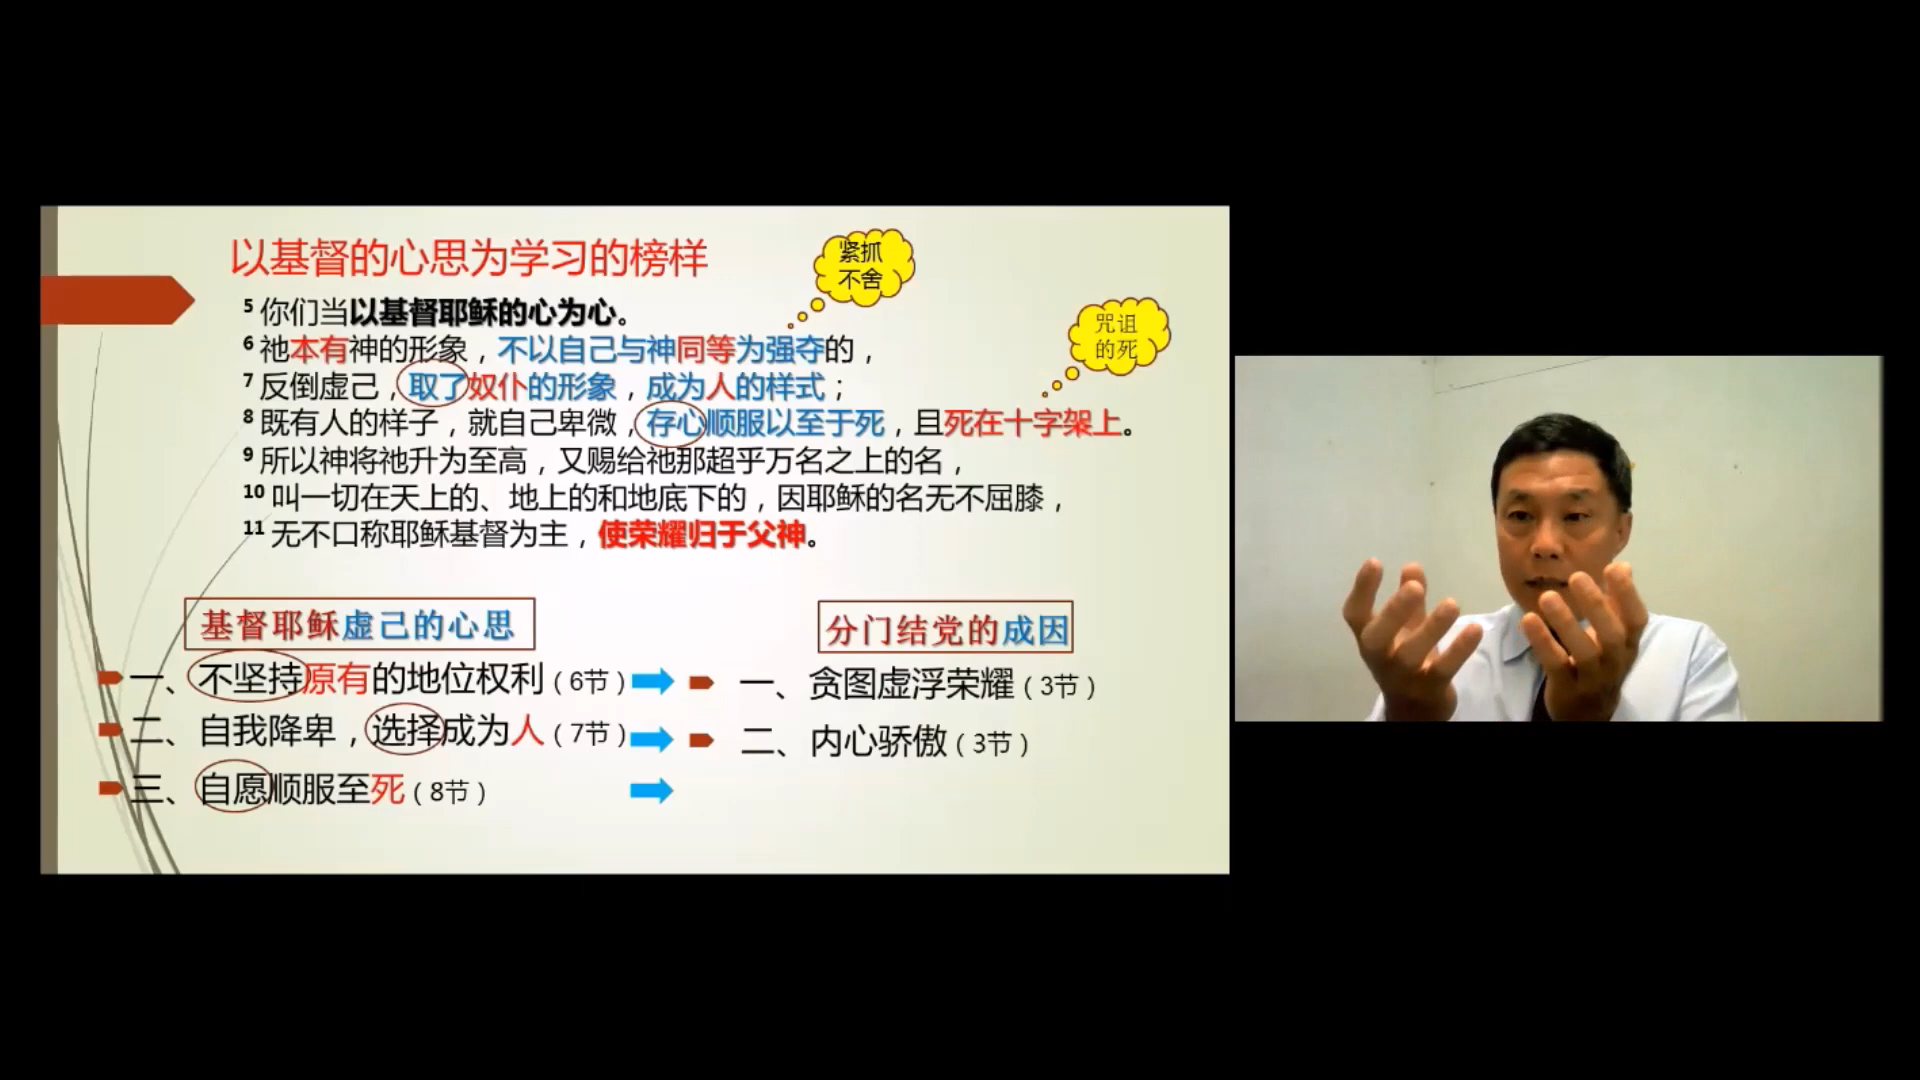 以基督的心思为学习的榜样
紧抓
不舍
5 你们当以基督耶稣的心为心。
咒诅
的死
6 祂本有神的形象，不以自己与神同等为强夺的，
7 反倒虚己，取了奴仆的形象，成为人的样式；
8 既有人的样子，就自己卑微，存心顺服以至于死，且死在十字架上。
9 所以神将祂升为至高，又赐给祂那超乎万名之上的名，
10 叫一切在天上的、地上的和地底下的，因耶稣的名无不屈膝，
11 无不口称耶稣基督为主，使荣耀归于父神。
基督耶稣虚己的心思
一、不坚持原有的地位权利（6节）
二、自我降卑，选择成为人（7节）
三、自愿顺服至死（8节）
分门结党的成因
一、贪图虚浮荣耀（3节）
二、内心骄傲（3节）